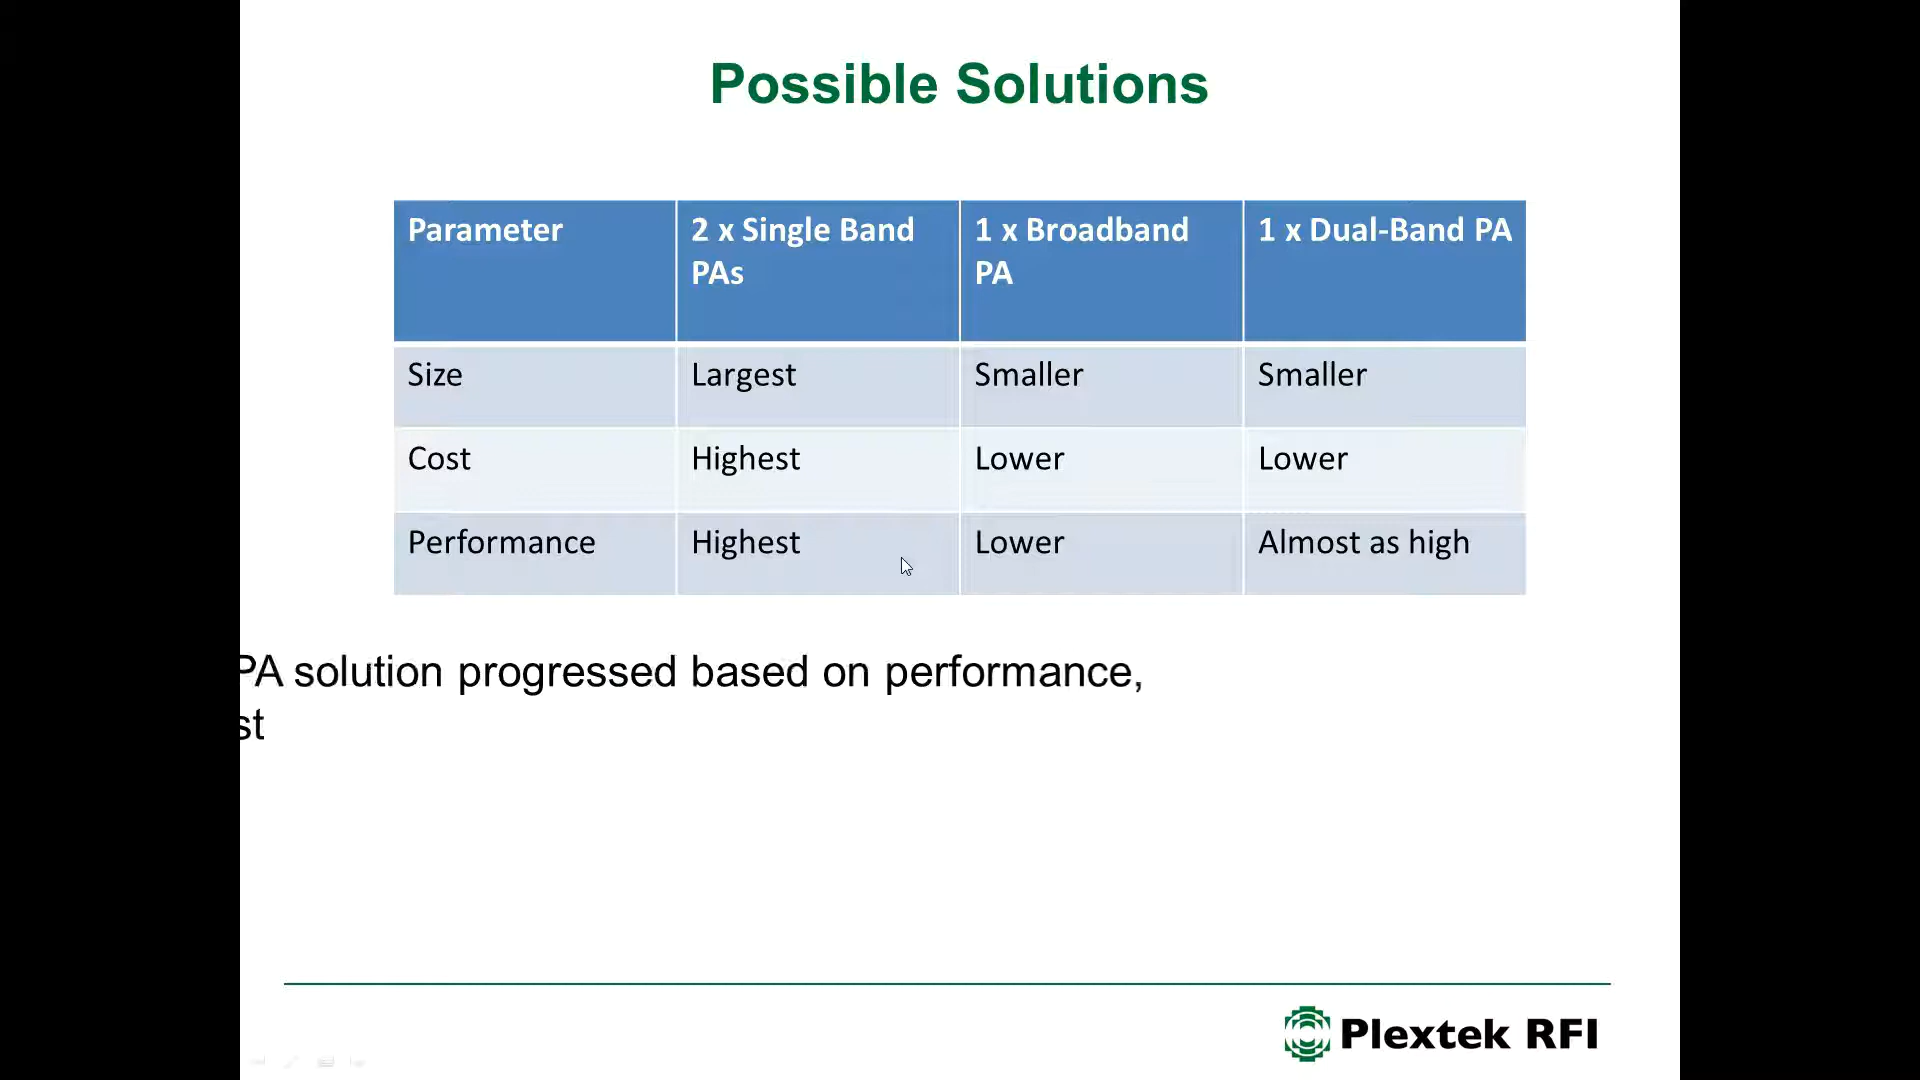 Possible Solutions
Parameter 2 x Single Band PAs 1 x Broadband PA 1 x Dual-Band PA
Size Largest Smaller Smaller
Cost Highest Lower Lower
Performance Highest Lower Almost as high
PA solution progressed based on performance,
st
Plextek RFI